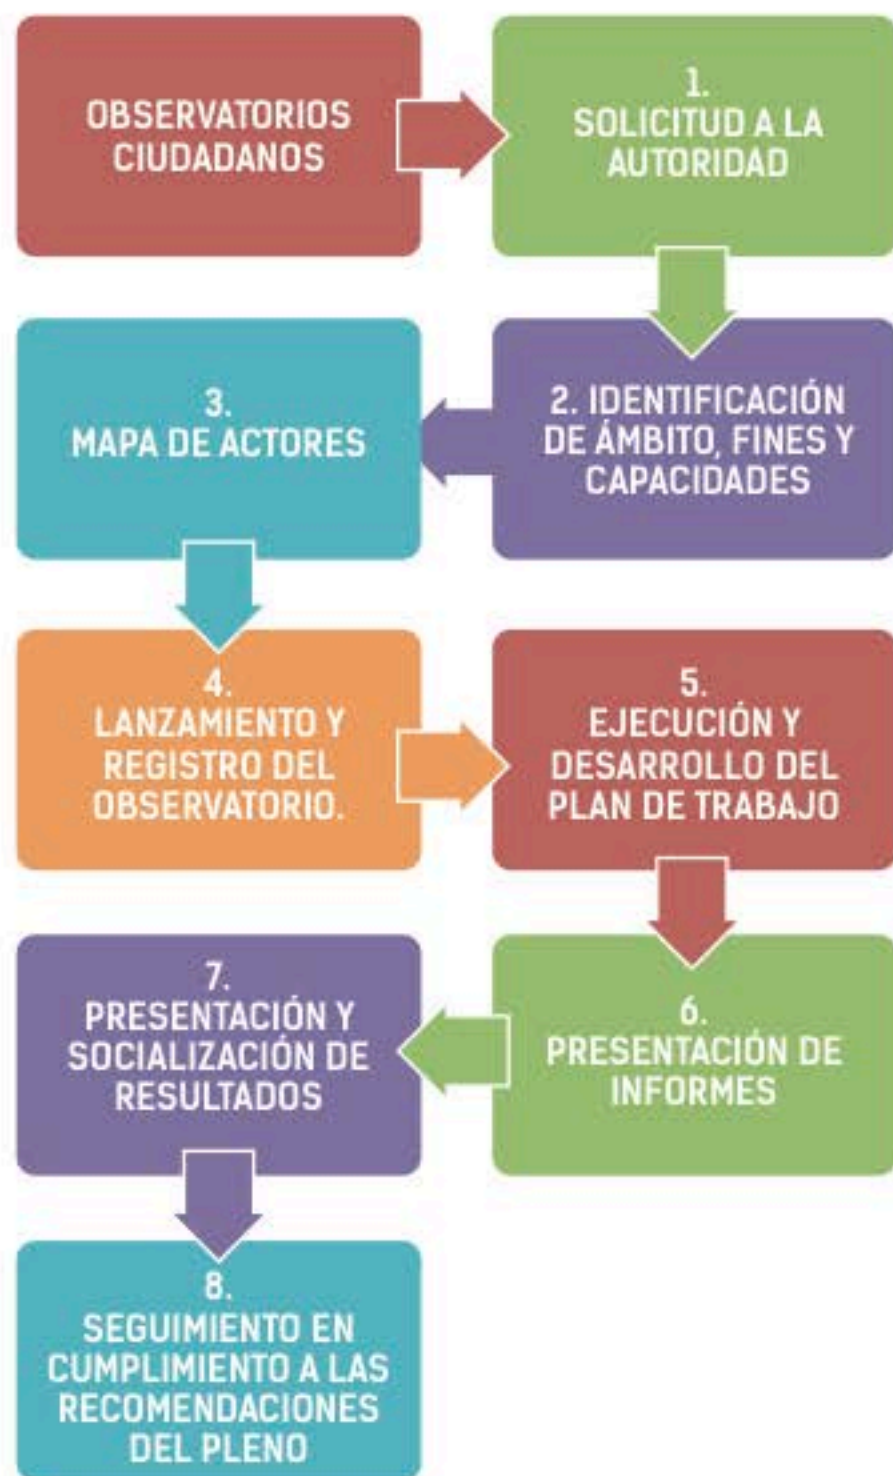 OBSERVATORIOS
CIUDADANOS
1.
SOLICITUD A LA
AUTORIDAD
2. IDENTIFICACIÓN
DE ÁMBITO, FINES Y
CAPACIDADES
3.
MAPA DE ACTORES
4.
LANZAMIENTO Y
REGISTRO DEL
OBSERVATORIO.
5.
EJECUCIÓN Y
DESARROLLO DEL
PLAN DE TRABAJO
6.
PRESENTACIÓN DE
INFORMES
7.
PRESENTACIÓN Y
SOCIALIZACIÓN DE
RESULTADOS
8.
SEGUIMIENTO EN
CUMPLIMIENTO A LAS
RECOMENDACIONES
DEL PLENO